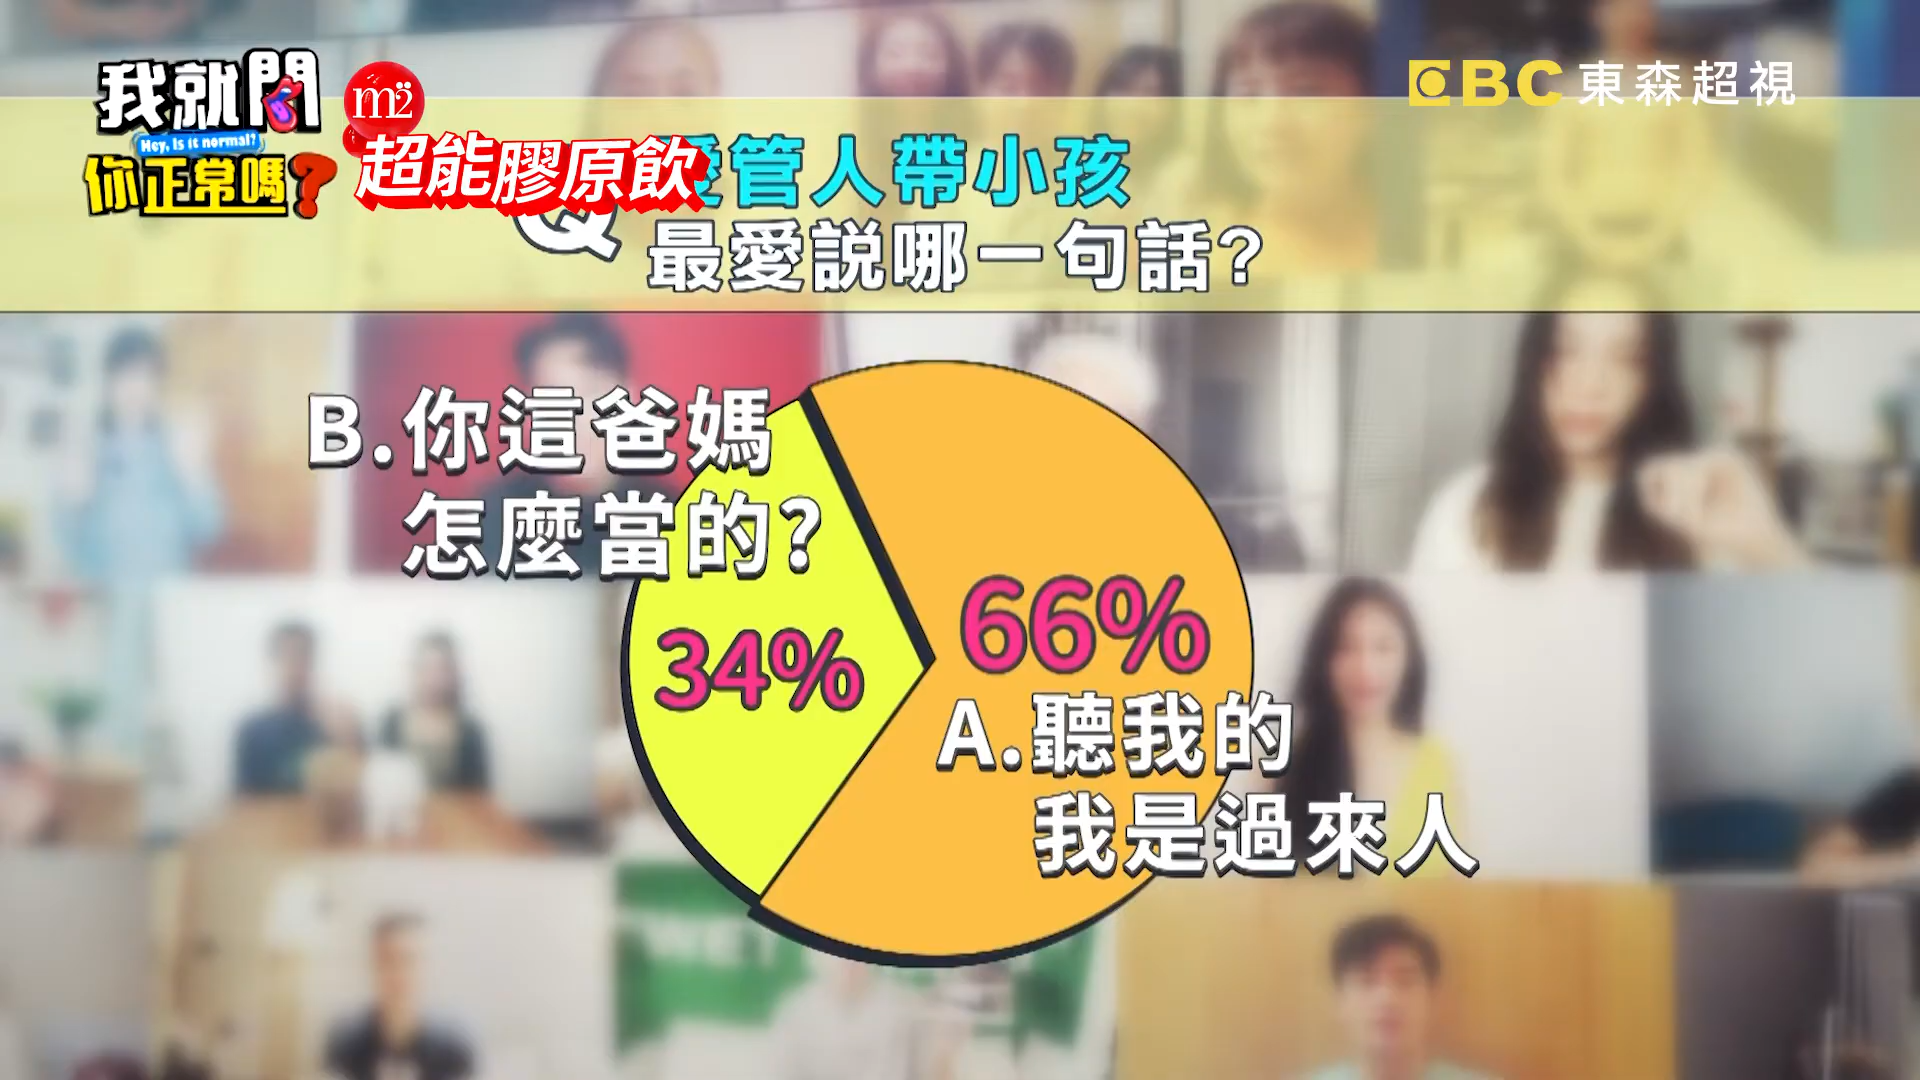 我就問
Hey, is it normal?
你正常嗎?
m2
超能膠原飲
EBC 東森超視
Q 愛管人帶小孩
最愛說哪一句話?
B.你這爸媽
怎麼當的?
34%
66%
A.聽我的
我是過來人